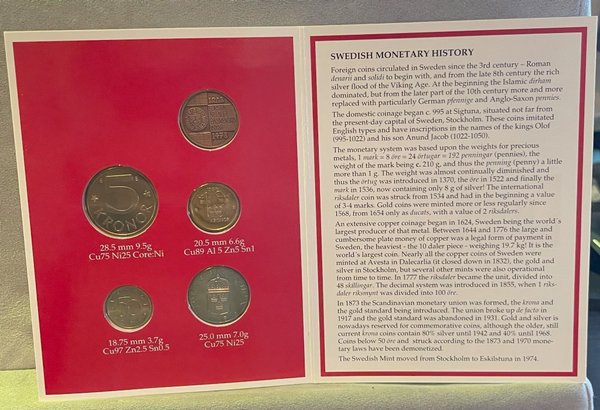 SWEDISH MONETARY HISTORY
Foreign coins circulated in Sweden since the 3rd century – Roman
denarii and solidi to begin with, and from the late 8th century the rich
silver flood of the Viking Age. At the beginning the Islamic dirham
dominated, but from the later part of the 10th century more and more
replaced with particularly German pfennige and Anglo-Saxon pennies.
The domestic coinage began c. 995 at Sigtuna, situated not far from
the present-day capital of Sweden, Stockholm. These coins imitated
English types and have inscriptions in the names of the kings Olof
(995-1022) and his son Anund Jacob (1022-1050).
The monetary system was based upon the weights for precious
metals, 1 mark = 8 öre = 24 örtugar = 192 penningar (pennies), the
weight of the mark being c. 210 g, and thus the penning (penny) a little
more than 1 g. The weight was almost continually diminished and
thus the örtug was introduced in 1370, the öre in 1522 and finally the
mark in 1536, now containing only 8 g of silver! The international
riksdaler coin was struck from 1534 and had in the beginning a value
of 3-4 marks. Gold coins were minted more or less regularly since
1568, from 1654 only as ducats, with a value of 2 riksdalers.
An extensive copper coinage began in 1624, Sweden being the world´s
largest producer of that metal. Between 1644 and 1776 the large and
cumbersome plate money of copper was a legal form of payment in
Sweden, the heaviest - the 10 daler piece - weighing 19.7 kg! It is the
world´s largest coin. Nearly all the copper coins of Sweden were
minted at Avesta in Dalecarlia (it closed down in 1832), the gold and
silver in Stockholm, but several other mints were also operational
from time to time. In 1777 the riksdaler became the unit, divided into
48 skillingar. The decimal system was introduced in 1855, when 1 riks-
daler riksmynt was divided into 100 öre.
In 1873 the Scandinavian monetary union was formed, the krona and
the gold standard being introduced. The union broke up de facto in
1917 and the gold standard was abandoned in 1931. Gold and silver is
nowadays reserved for commemorative coins, although the older, still
current krona coins contain 80% silver until 1942 and 40% until 1968.
Coins below 50 öre and struck according to the 1873 and 1970 mone-
tary laws have been demonetized.
The Swedish Mint moved from Stockholm to Eskilstuna in 1974.
5
KRONOR
28.5 mm 9.5g
Cu75 Ni25 Core:Ni
20.5 mm 6.6g
Cu89 Al 5 Zn5 Sn1
50
18.75 mm 3.7g
Cu97 Zn2.5 Sn0.5
25.0 mm 7.0g
Cu75 Ni25